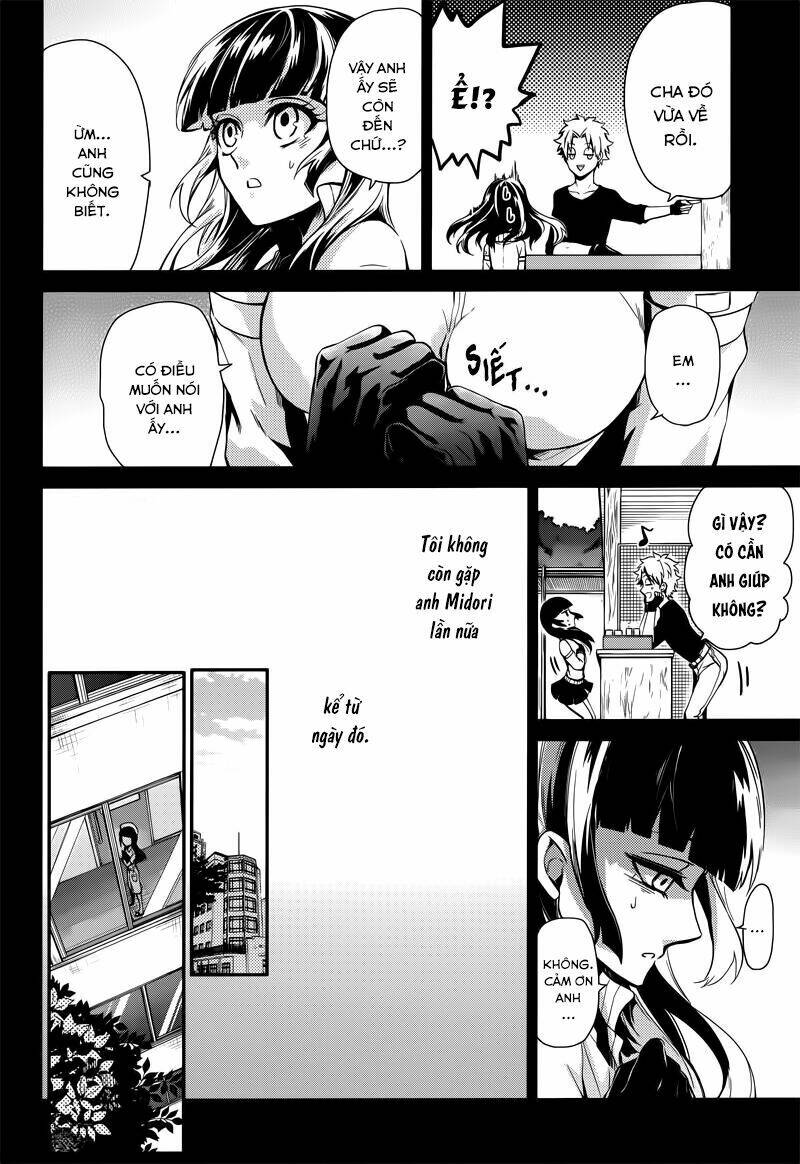 CHA ĐÓ
VỪA VỀ
RỒI.
Ể!?
VẬY ANH
ẤY SẼ
CÒN
ĐẾN
CHỨ...?
ỪM...
ANH
CŨNG
KHÔNG
BIẾT.
EM
...
SIẾT...
CÓ ĐIỀU
MUỐN NÓI
VỚI ANH
ẤY...
GÌ VẬY?
CÓ CẦN
ANH GIÚP
KHÔNG?
...
KHÔNG.
CẢM ƠN
ANH
...
Tôi không
còn gặp
anh Midori
lần nữa
kể từ
ngày đó.